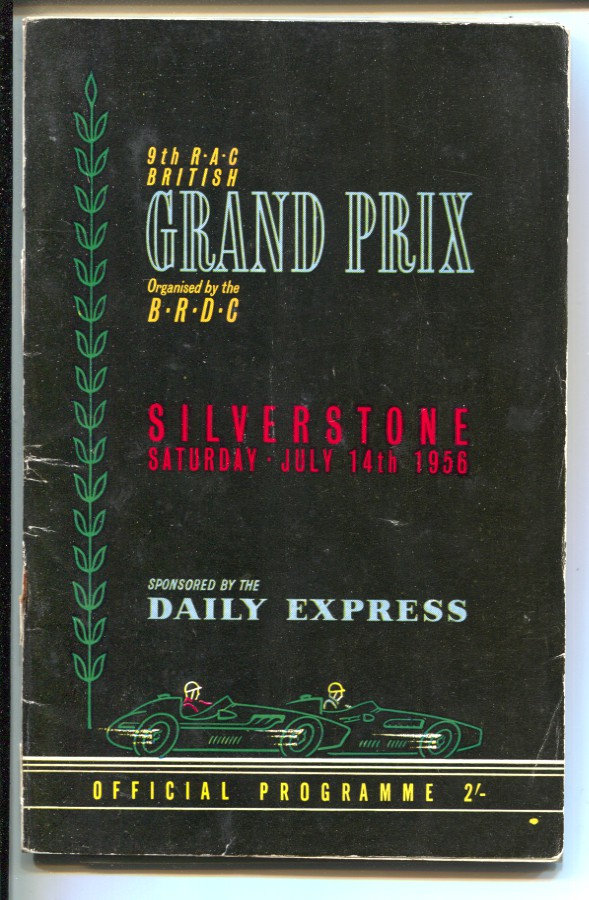 9th R·A·C
BRITISH
GRAND PRIX
Organised by the
B·R·D·C
SILVERSTONE
SATURDAY · JULY 14th 1956
SPONSORED BY THE
DAILY EXPRESS
OFFICIAL PROGRAMME 2/-